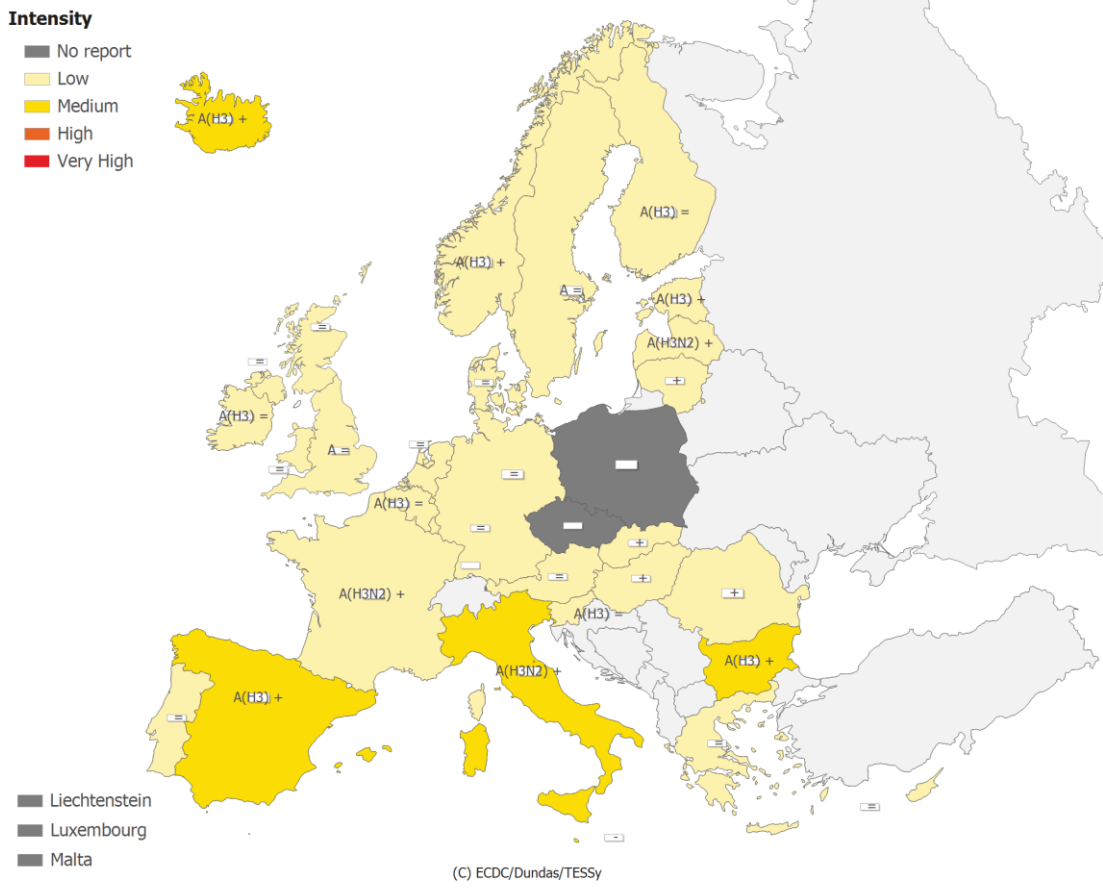 Intensity
No report
Low
Medium
High
Very High
A(H3) +
A(H3) =
A(H3) +
A =
A(H3) +
A(H3N2) +
+
=
=
=
A(H3) =
=
A =
=
=
A(H3) =
=
+
=
+
A(H3N2) +
+
A(H3) =
A(H3) +
A(H3N2) +
A(H3) +
=
=
=
-
Liechtenstein
Luxembourg
Malta
(C) ECDC/Dundas/TESSy